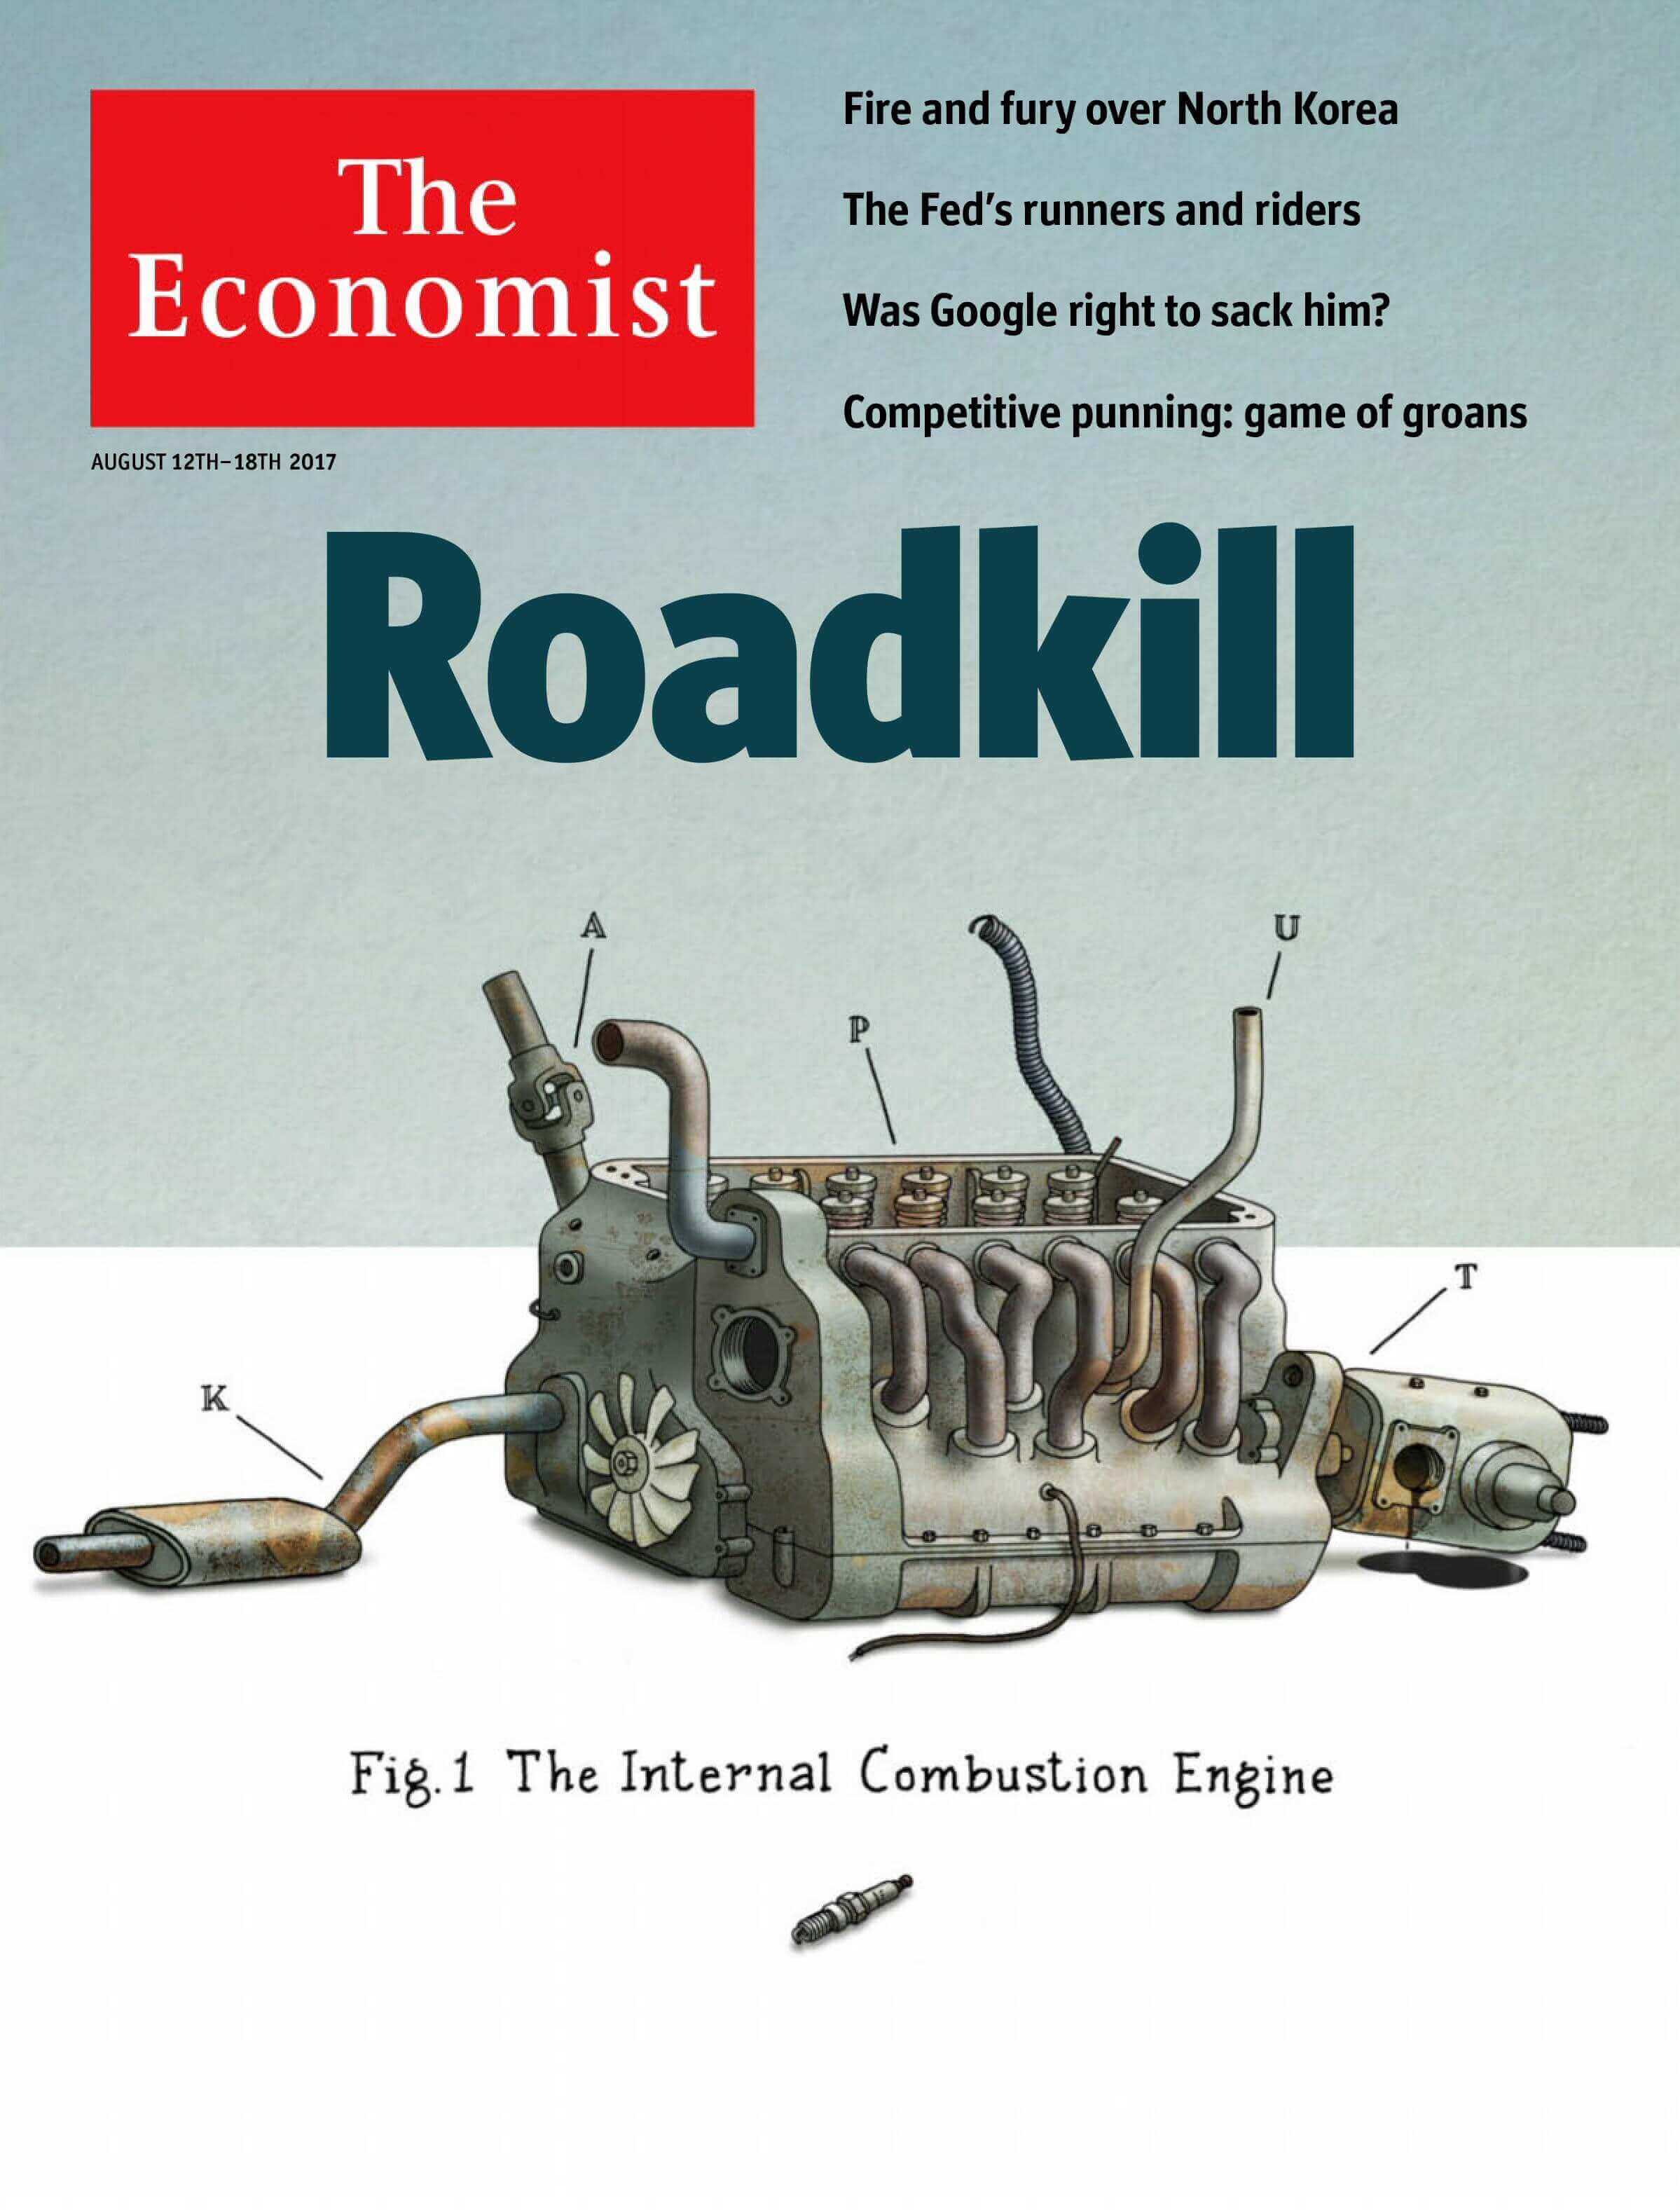 The
Economist
AUGUST 12TH–18TH 2017
Fire and fury over North Korea
The Fed's runners and riders
Was Google right to sack him?
Competitive punning: game of groans
Roadkill
A
U
P
T
K
Fig.1 The Internal Combustion Engine